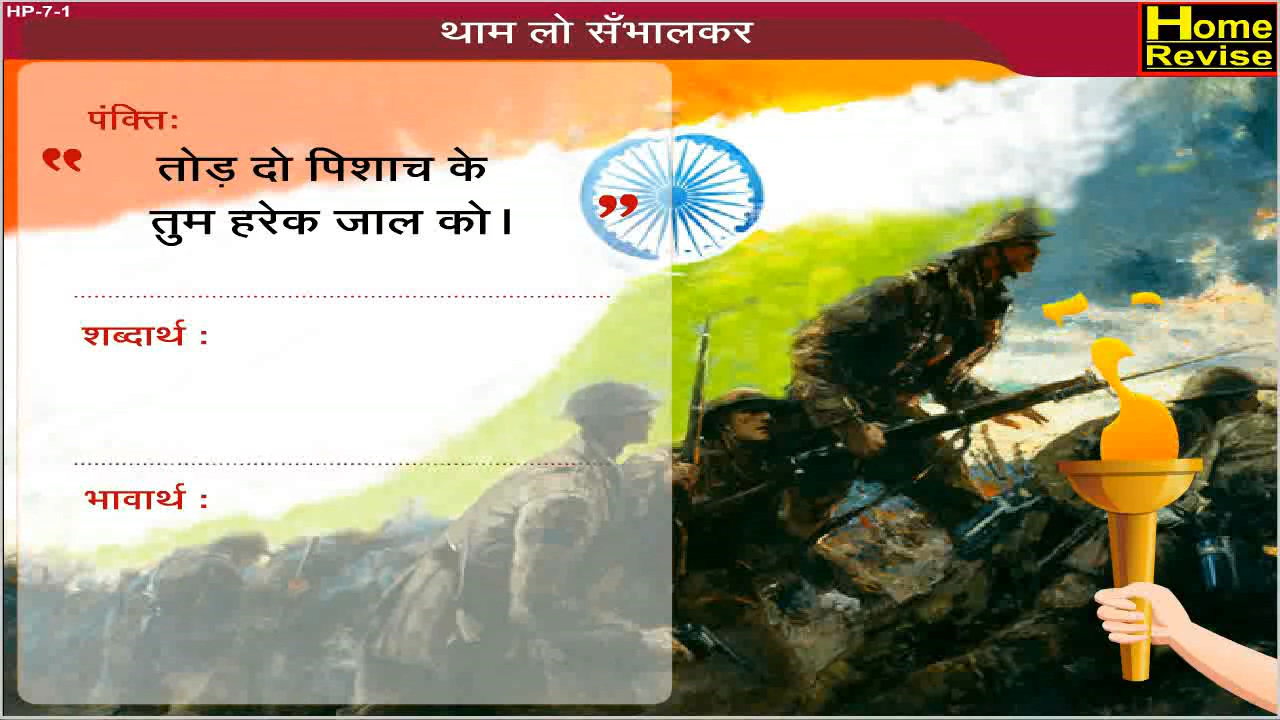 HP-7-1
थाम लो सँभालकर
Home
Revise
पंक्ति:
❝ तोड़ दो पिशाच के
तुम हरेक जाल को। ❞
शब्दार्थ :
भावार्थ :